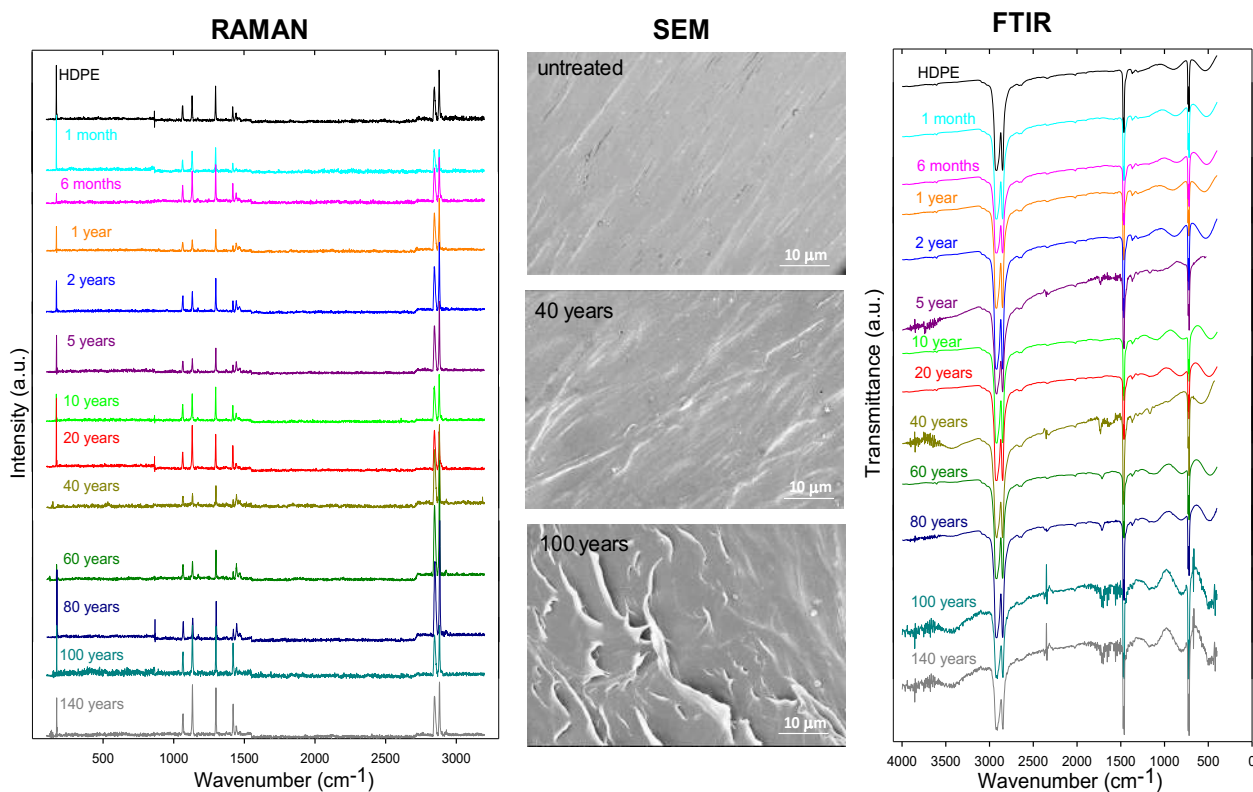 RAMAN
HDPE
1 month
6 months
1 year
2 years
5 years
10 years
20 years
40 years
60 years
80 years
100 years
140 years
Intensity (a.u.)
500 1000 1500 2000 2500 3000
Wavenumber (cm-1)
SEM
untreated
10 µm
40 years
10 µm
100 years
10 µm
FTIR
HDPE
1 month
6 months
1 year
2 year
5 year
10 year
20 years
40 years
60 years
80 years
100 years
140 years
Transmittance (a.u.)
4000 3500 3000 2500 2000 1500 1000 500 0
Wavenumber (cm-1)